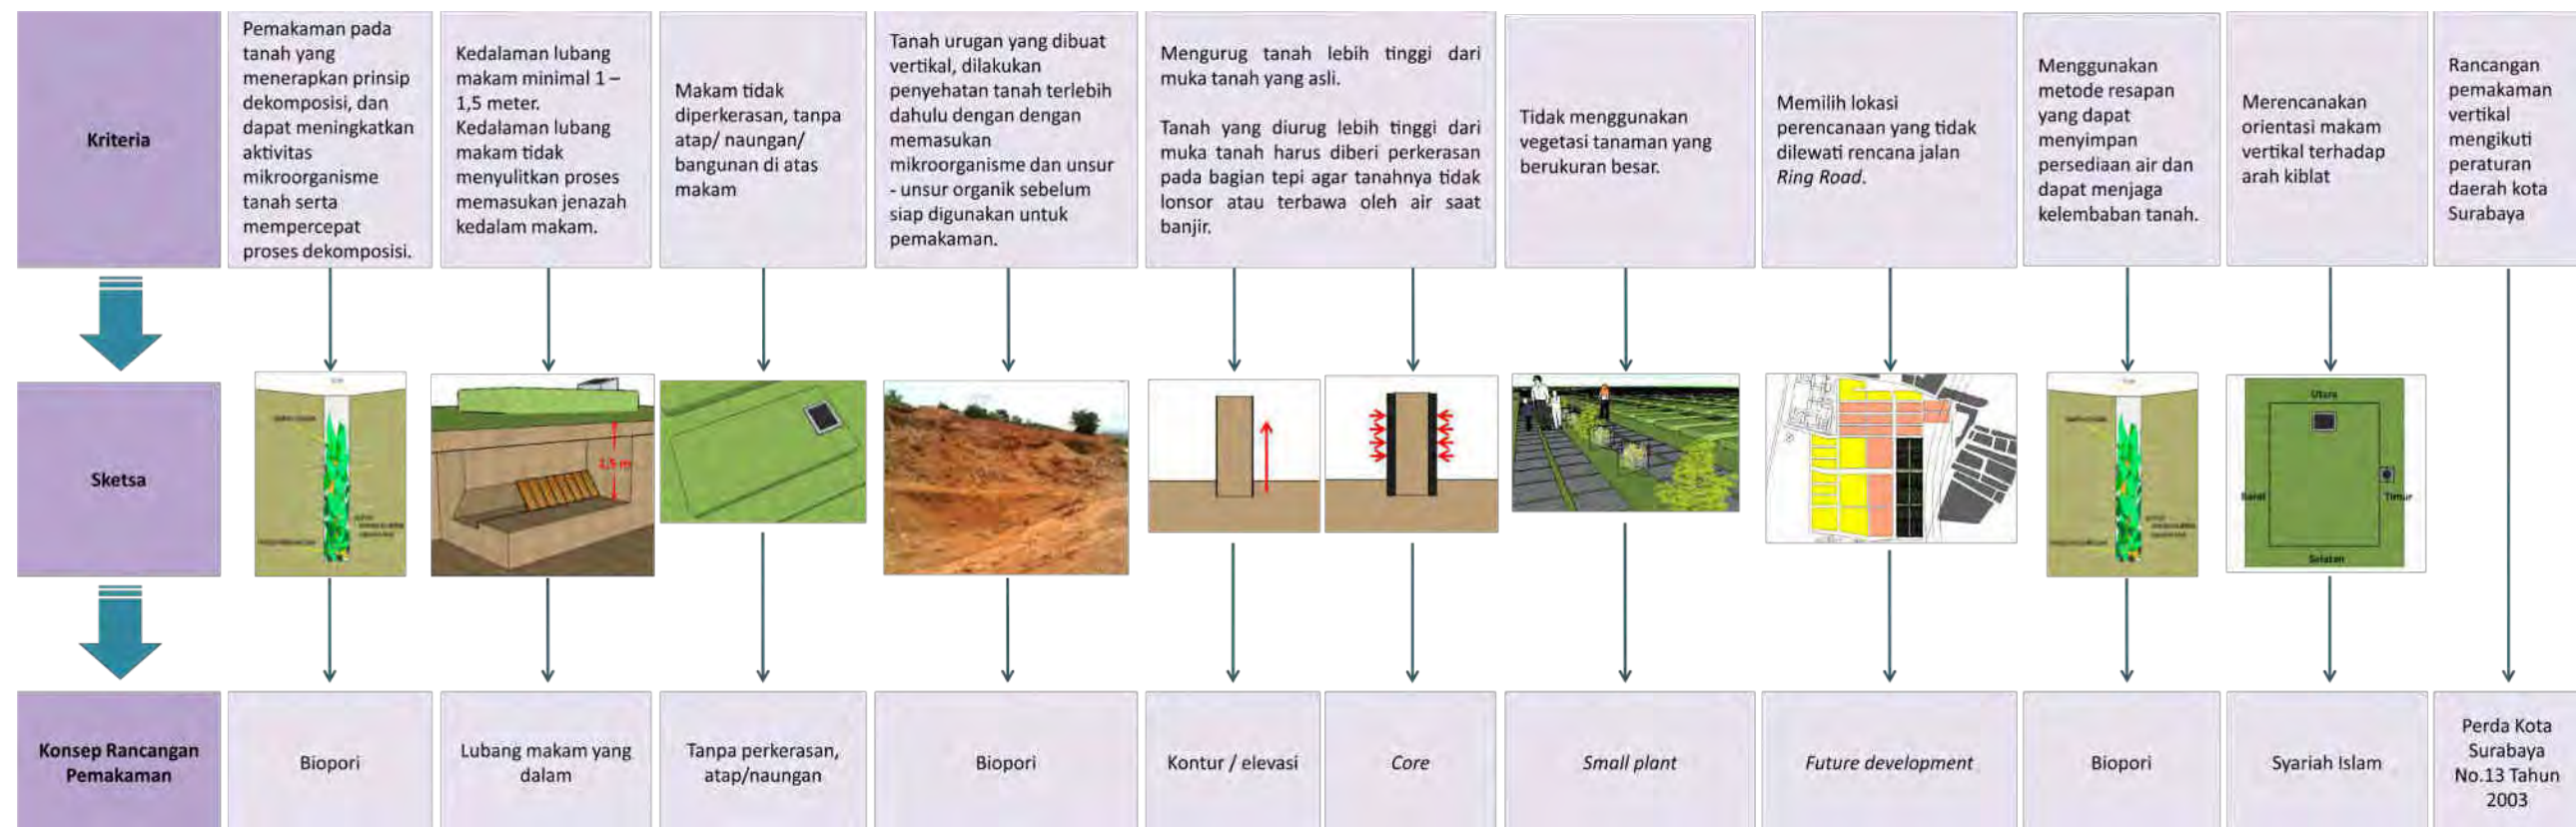 Kriteria
Pemakaman pada
tanah yang
menerapkan prinsip
dekomposisi, dan
dapat meningkatkan
aktivitas
mikroorganisme
tanah serta
mempercepat
proses dekomposisi.
Kedalaman lubang
makam minimal 1 –
1,5 meter.
Kedalaman lubang
makam tidak
menyulitkan proses
memasukan jenazah
kedalam makam.
Makam tidak
diperkerasan, tanpa
atap/ naungan/
bangunan di atas
makam
Tanah urugan yang dibuat
vertikal, dilakukan
penyehatan tanah terlebih
dahulu dengan dengan
memasukan
mikroorganisme dan unsur
- unsur organik sebelum
siap digunakan untuk
pemakaman.
Mengurug tanah lebih tinggi dari
muka tanah yang asli.
Tanah yang diurug lebih tinggi dari
muka tanah harus diberi perkerasan
pada bagian tepi agar tanahnya tidak
lonsor atau terbawa oleh air saat
banjir.
Tidak menggunakan
vegetasi tanaman yang
berukuran besar.
Memilih lokasi
perencanaan yang tidak
dilewati rencana jalan
Ring Road.
Menggunakan
metode resapan
yang dapat
menyimpan
persediaan air dan
dapat menjaga
kelembaban tanah.
Merencanakan
orientasi makam
vertikal terhadap
arah kiblat
Rancangan
pemakaman
vertikal
mengikuti
peraturan
daerah kota
Surabaya
Sketsa
1,5 m
Utara
Barat
Timur
Selatan
Konsep Rancangan
Pemakaman
Biopori
Lubang makam yang
dalam
Tanpa perkerasan,
atap/naungan
Biopori
Kontur / elevasi
Core
Small plant
Future development
Biopori
Syariah Islam
Perda Kota
Surabaya
No.13 Tahun
2003